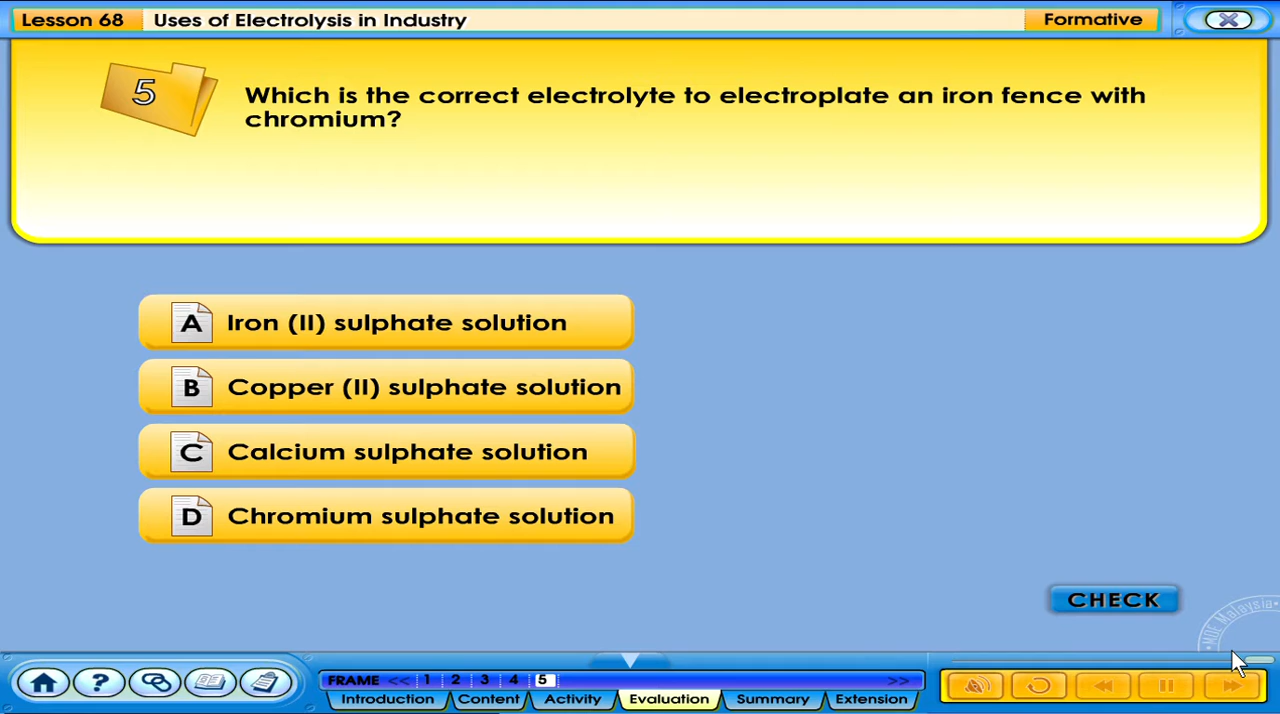 Lesson 68
Uses of Electrolysis in Industry
Formative
5
Which is the correct electrolyte to electroplate an iron fence with
chromium?
A Iron (II) sulphate solution
B Copper (II) sulphate solution
C Calcium sulphate solution
D Chromium sulphate solution
CHECK
MOE Malaysia
?
FRAME << 1 2 3 4 5 >>
Introduction Content Activity Evaluation Summary Extension